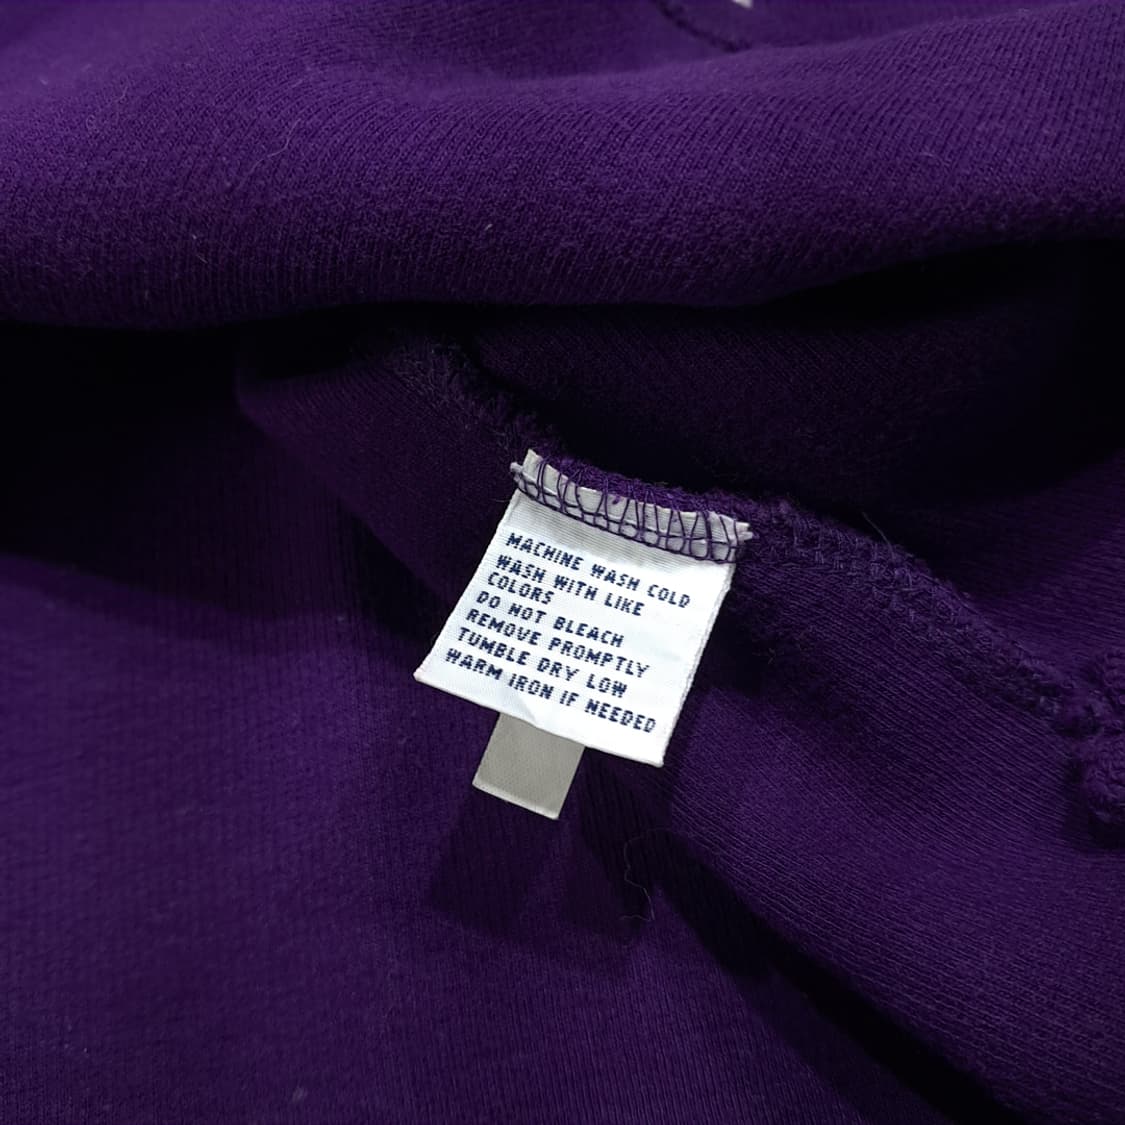 MACHINE WASH COLD
WASH WITH LIKE
COLORS
DO NOT BLEACH
REMOVE PROMPTLY
TUMBLE DRY LOW
WARM IRON IF NEEDED